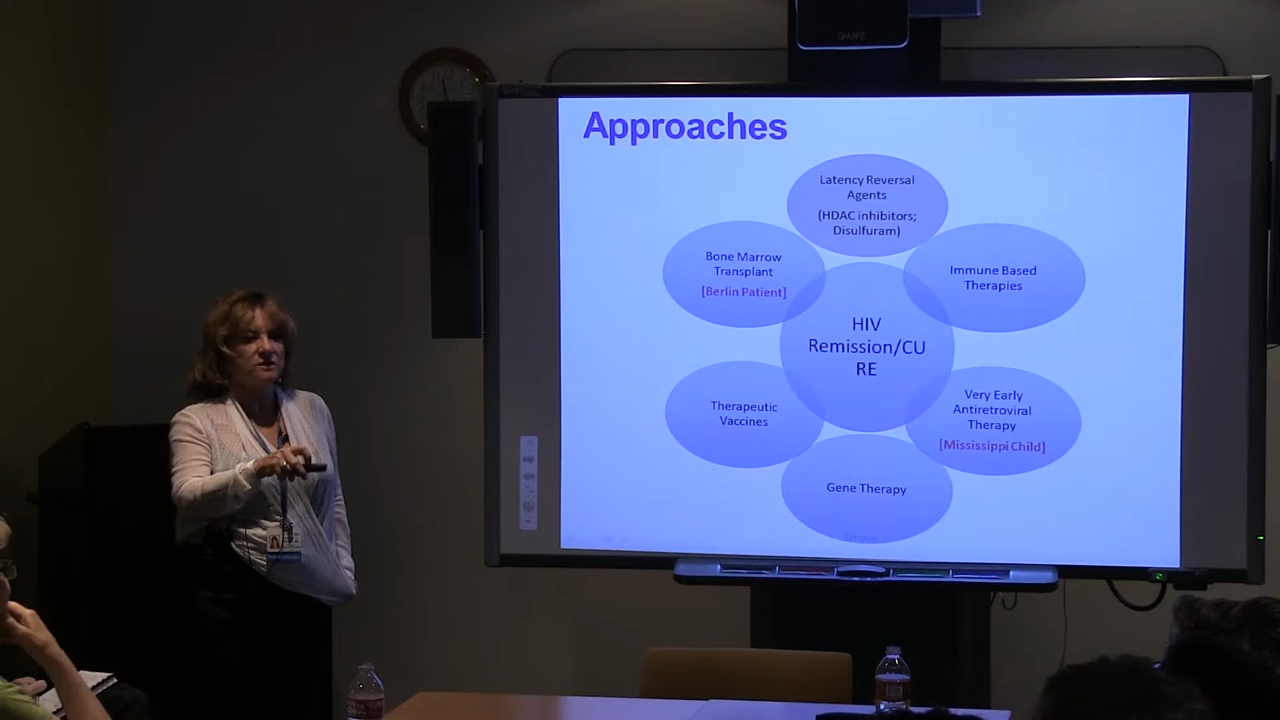 SMART
Approaches
Latency Reversal
Agents
(HDAC inhibitors;
Disulfuram)
Bone Marrow
Transplant
[Berlin Patient]
Immune Based
Therapies
HIV
Remission/CU
RE
Therapeutic
Vaccines
Very Early
Antiretroviral
Therapy
[Mississippi Child]
Gene Therapy